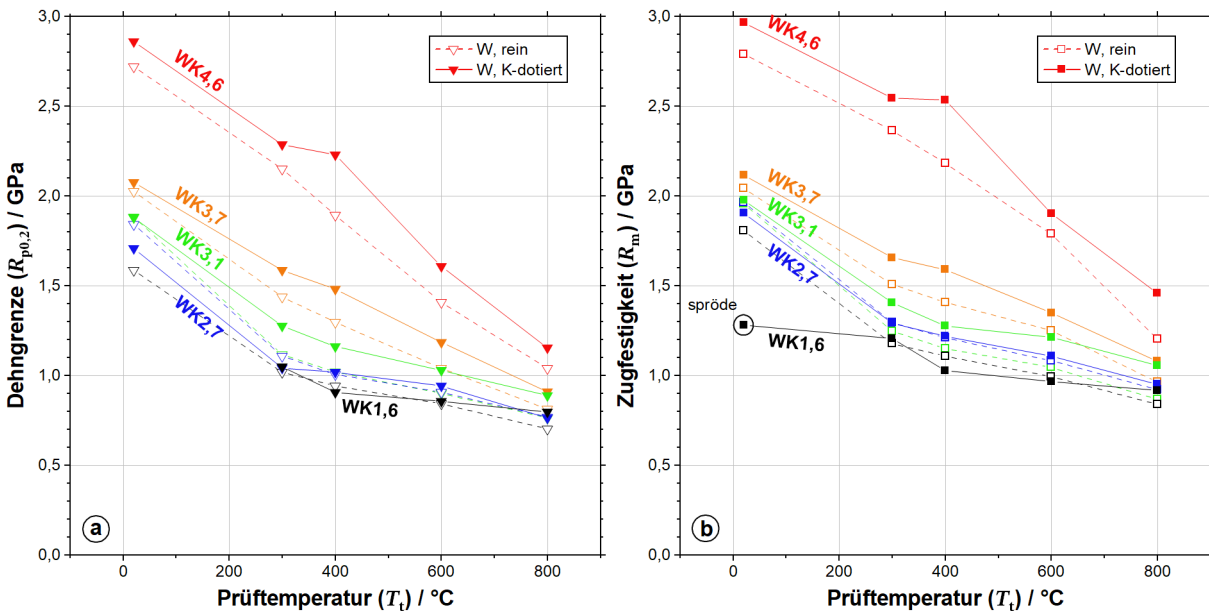 3,0
2,5
2,0
1,5
1,0
0,5
0,0
Dehngrenze (Rp0,2) / GPa
WK4,6
WK3,7
WK3,1
WK2,7
WK1,6
W, rein
W, K-dotiert
a
0
200
400
600
800
Prüftemperatur (Tt) / °C
3,0
2,5
2,0
1,5
1,0
0,5
0,0
Zugfestigkeit (Rm) / GPa
WK4,6
WK3,7
WK3,1
WK2,7
spröde
WK1,6
W, rein
W, K-dotiert
b
0
200
400
600
800
Prüftemperatur (Tt) / °C